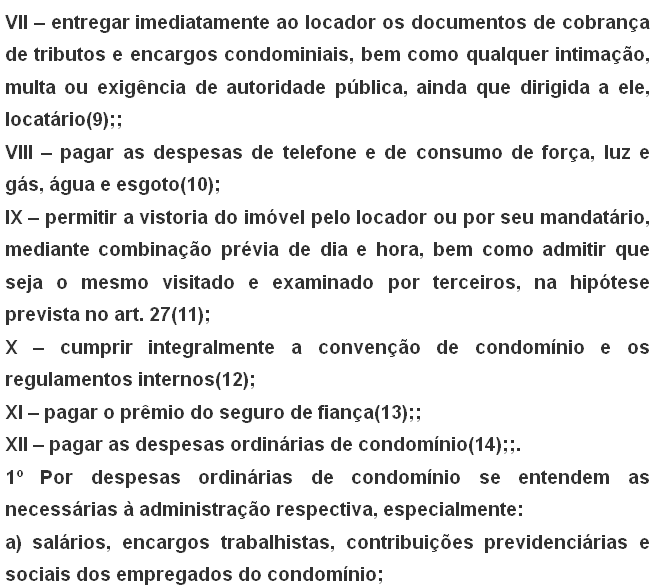 VII – entregar imediatamente ao locador os documentos de cobrança
de tributos e encargos condominiais, bem como qualquer intimação,
multa ou exigência de autoridade pública, ainda que dirigida a ele,
locatário(9);;
VIII – pagar as despesas de telefone e de consumo de força, luz e
gás, água e esgoto(10);
IX – permitir a vistoria do imóvel pelo locador ou por seu mandatário,
mediante combinação prévia de dia e hora, bem como admitir que
seja o mesmo visitado e examinado por terceiros, na hipótese
prevista no art. 27(11);
X – cumprir integralmente a convenção de condomínio e os
regulamentos internos(12);
XI – pagar o prêmio do seguro de fiança(13);;
XII – pagar as despesas ordinárias de condomínio(14);;.
1º Por despesas ordinárias de condomínio se entendem as
necessárias à administração respectiva, especialmente:
a) salários, encargos trabalhistas, contribuições previdenciárias e
sociais dos empregados do condomínio;